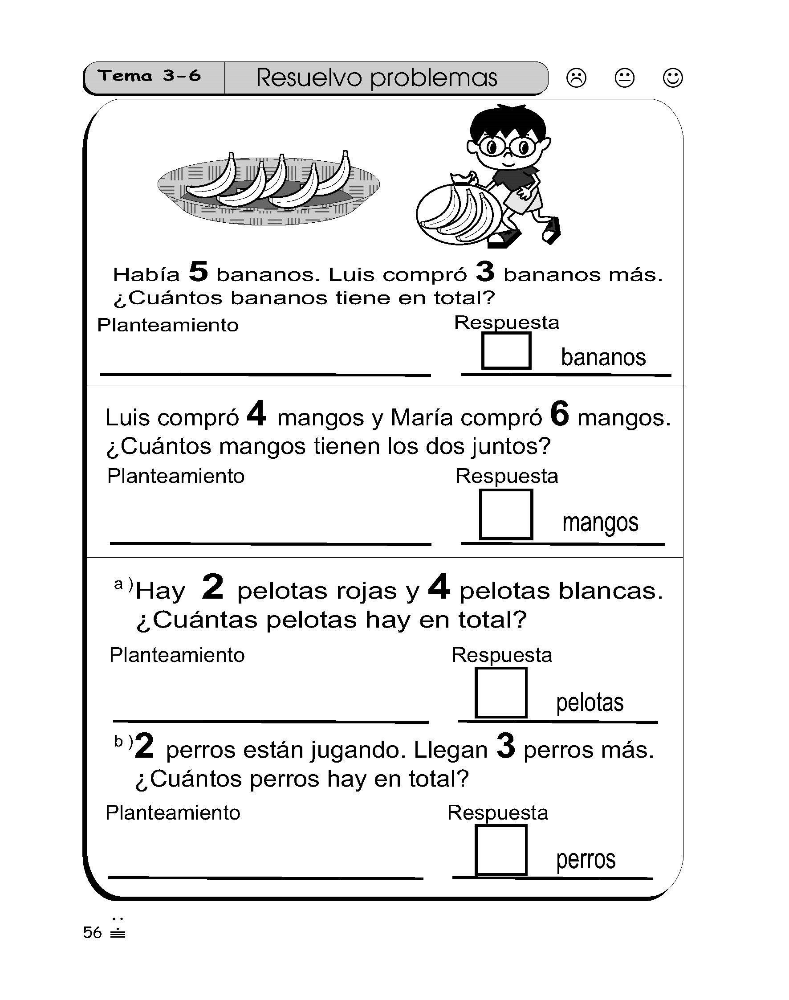 Tema 3-6
Resuelvo problemas
Había 5 bananos. Luis compró 3 bananos más.
¿Cuántos bananos tiene en total?
Planteamiento
Respuesta
bananos
Luis compró 4 mangos y María compró 6 mangos.
¿Cuántos mangos tienen los dos juntos?
Planteamiento
Respuesta
mangos
a) Hay 2 pelotas rojas y 4 pelotas blancas.
¿Cuántas pelotas hay en total?
Planteamiento
Respuesta
pelotas
b) 2 perros están jugando. Llegan 3 perros más.
¿Cuántos perros hay en total?
Planteamiento
Respuesta
perros
56